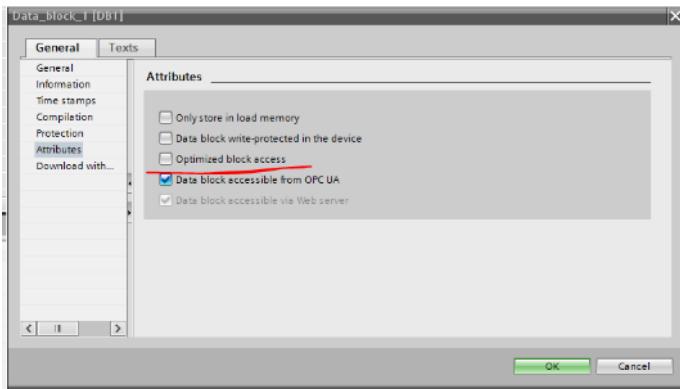 Data_block_1 [DB1]
General Texts
General
Information
Time stamps
Compilation
Protection
Attributes
Download with...
Attributes
Only store in load memory
Data block write-protected in the device
Optimized block access
Data block accessible from OPC UA
Data block accessible via Web server
OK Cancel